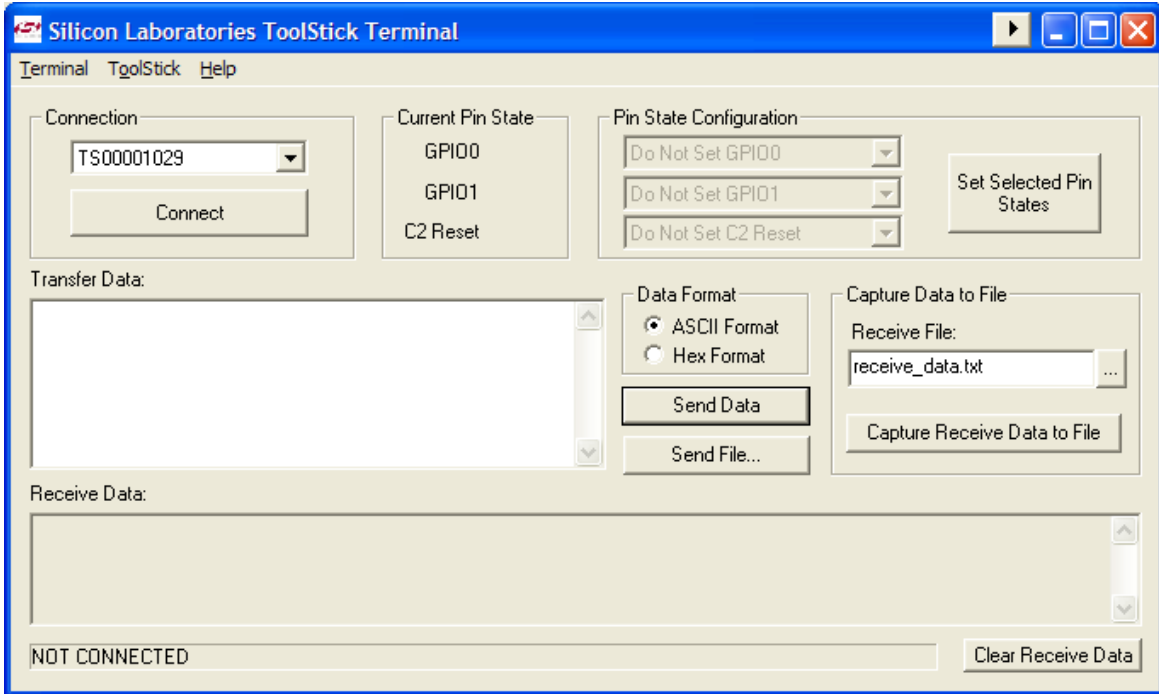 Silicon Laboratories ToolStick Terminal
Terminal ToolStick Help
Connection
TS00001029
Connect
Current Pin State
GPIO0
GPIO1
C2 Reset
Pin State Configuration
Do Not Set GPIO0
Do Not Set GPIO1
Do Not Set C2 Reset
Set Selected Pin
States
Transfer Data:
Data Format
ASCII Format
Hex Format
Send Data
Send File...
Capture Data to File
Receive File:
receive_data.txt
...
Capture Receive Data to File
Receive Data:
NOT CONNECTED
Clear Receive Data